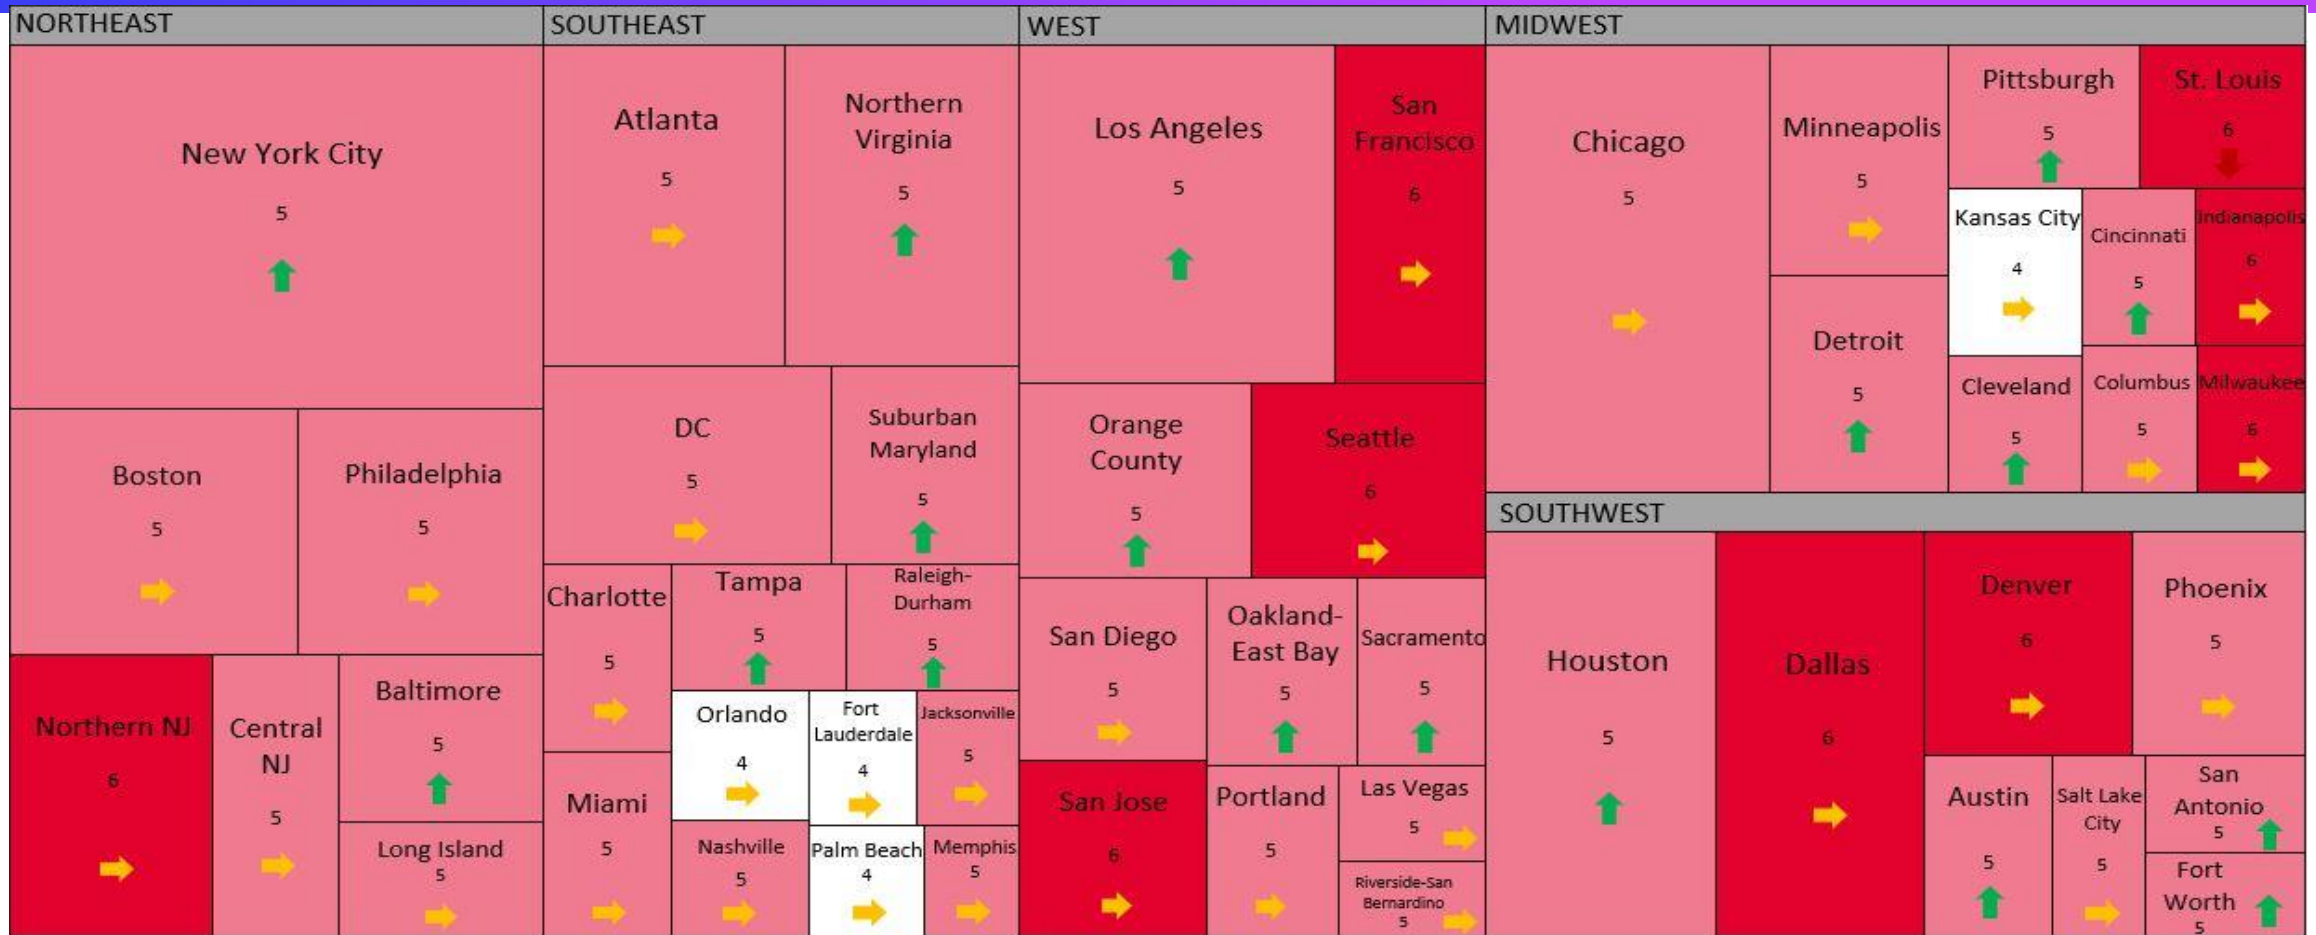 NORTHEAST
New York City
5
Boston
5
Philadelphia
5
Northern NJ
6
Central
NJ
5
Baltimore
5
Long Island
5
SOUTHEAST
Atlanta
5
Northern
Virginia
5
DC
5
Suburban
Maryland
5
Charlotte
5
Tampa
5
Raleigh-
Durham
5
Miami
5
Orlando
4
Fort
Lauderdale
4
Jacksonville
5
Nashville
5
Palm Beach
4
Memphis
5
WEST
Los Angeles
5
San
Francisco
6
Orange
County
5
Seattle
6
San Diego
5
Oakland-
East Bay
5
Sacramento
5
San Jose
6
Portland
5
Las Vegas
5
Riverside-San
Bernardino
5
MIDWEST
Chicago
5
Minneapolis
5
Detroit
5
Pittsburgh
5
St. Louis
6
Kansas City
4
Cincinnati
5
Indianapolis
6
Cleveland
5
Columbus
5
Milwaukee
6
SOUTHWEST
Houston
5
Dallas
6
Denver
6
Phoenix
5
Austin
5
Salt Lake
City
5
San
Antonio
5
Fort
Worth
5